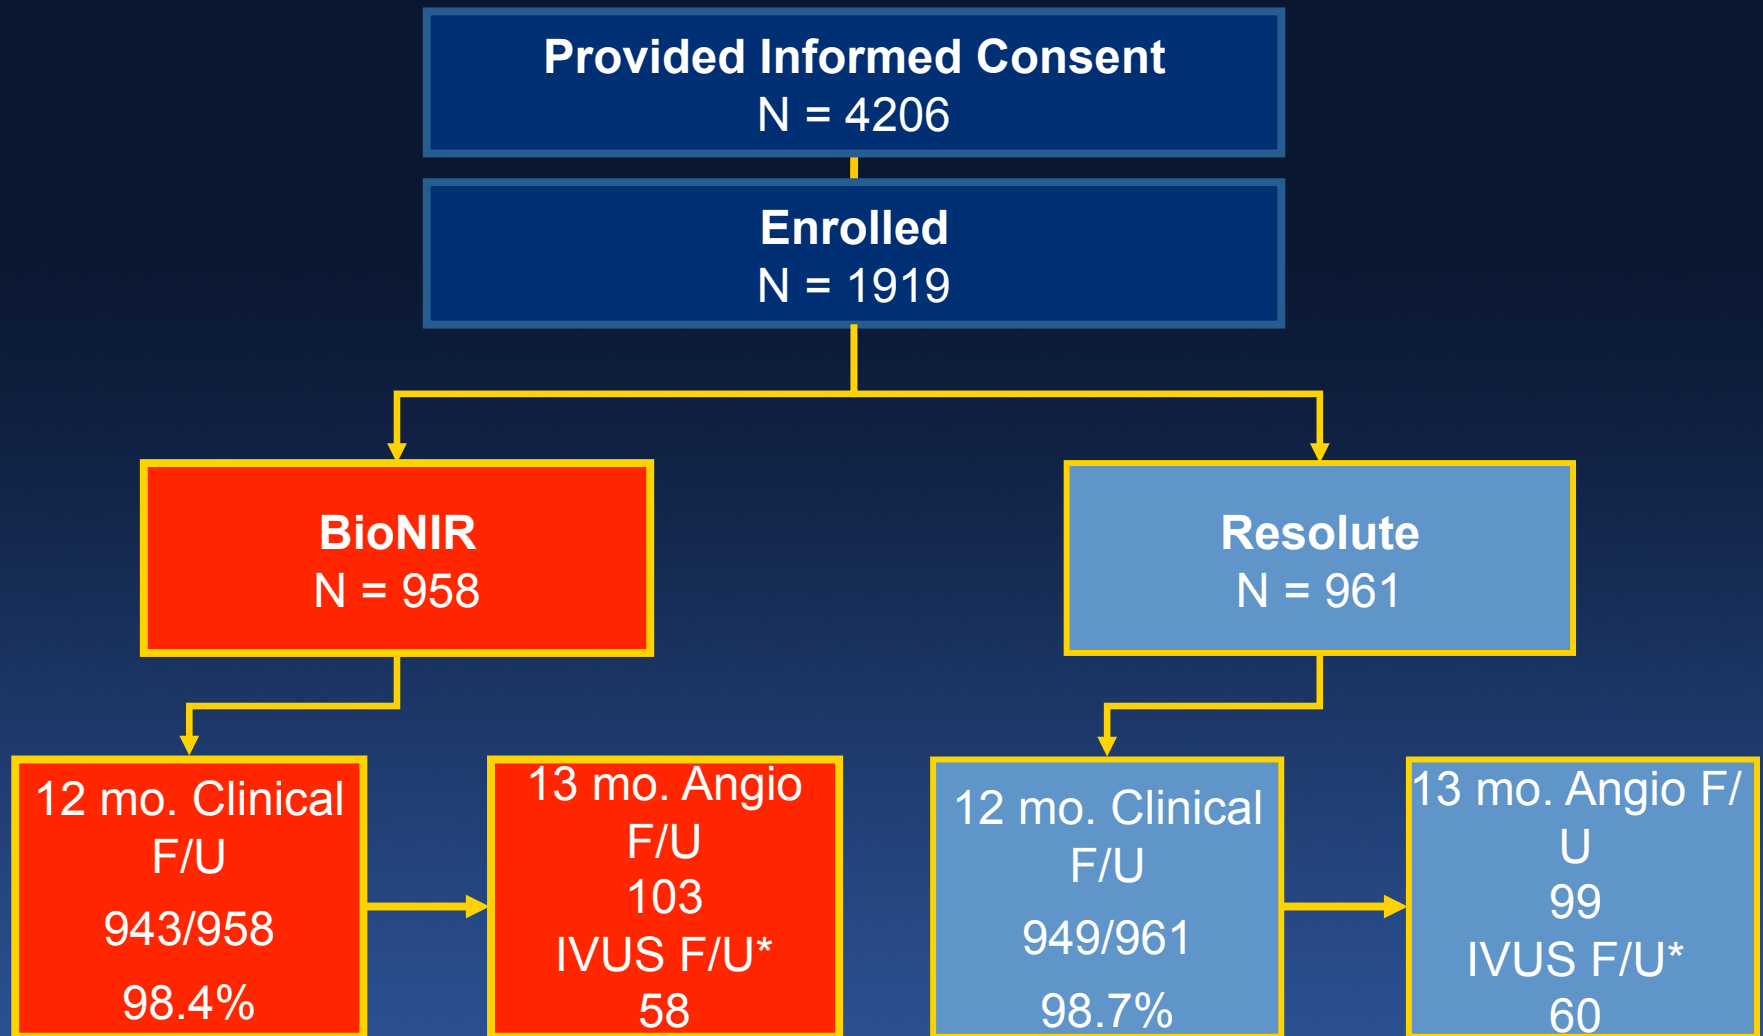 Provided Informed Consent
N = 4206
Enrolled
N = 1919
BioNIR
N = 958
Resolute
N = 961
12 mo. Clinical
F/U
943/958
98.4%
13 mo. Angio
F/U
103
IVUS F/U*
58
12 mo. Clinical
F/U
949/961
98.7%
13 mo. Angio F/
U
99
IVUS F/U*
60